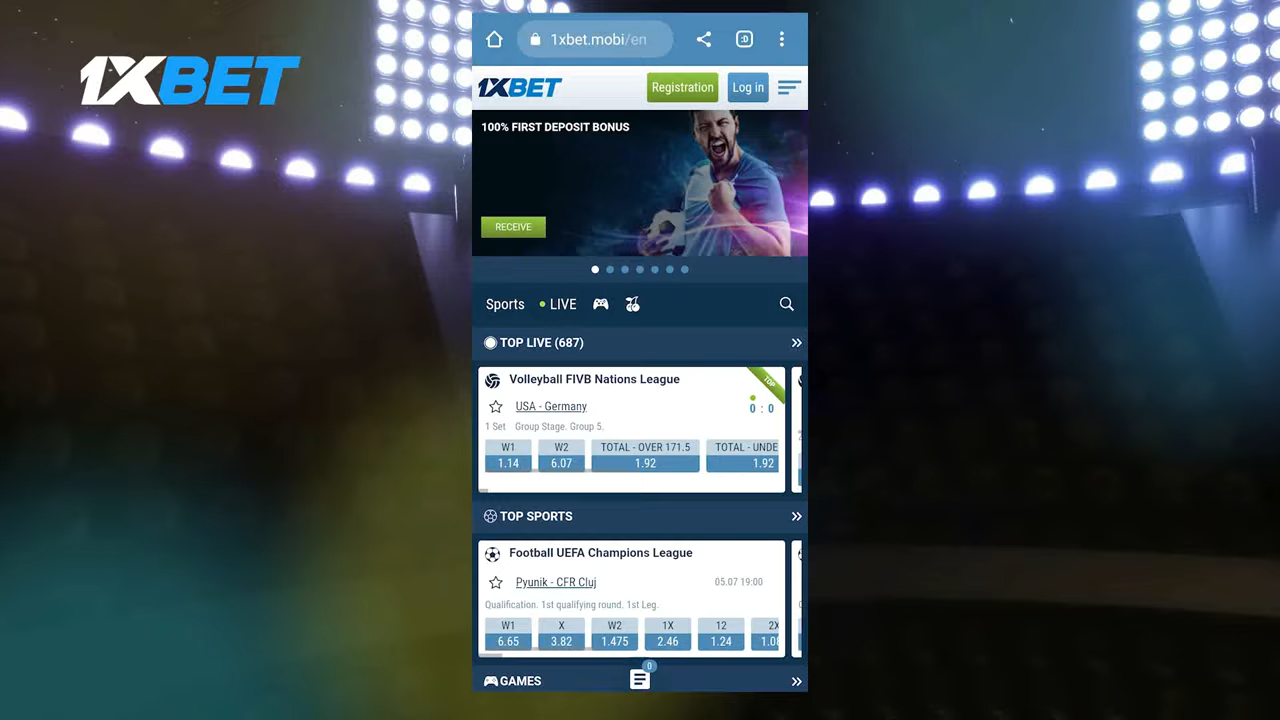 1XBET
1xbet.mobi/en
:D
1XBET
Registration
Log in
100% FIRST DEPOSIT BONUS
RECEIVE
Sports
LIVE
TOP LIVE (687)
Volleyball FIVB Nations League
TOP
USA - Germany
0 : 0
1 Set Group Stage. Group 5.
W1 W2 TOTAL - OVER 171.5 TOTAL - UNDE
1.14 6.07 1.92 1.92
TOP SPORTS
Football UEFA Champions League
Pyunik - CFR Cluj
05.07 19:00
Qualification. 1st qualifying round. 1st Leg.
W1 X W2 1X 12 2X
6.65 3.82 1.475 2.46 1.24 1.08
0
GAMES